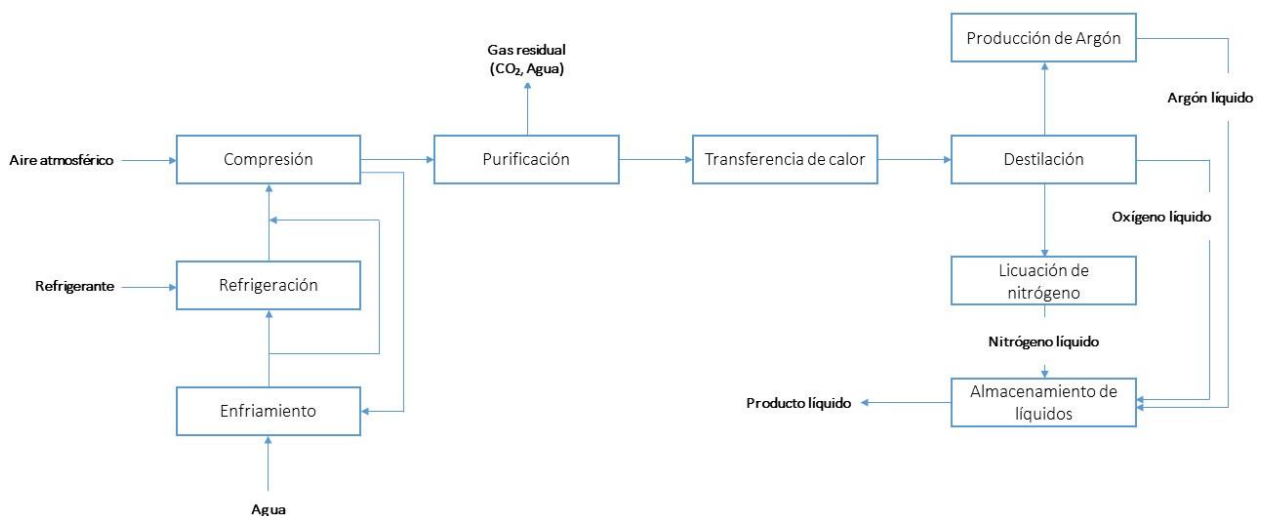 Producción de Argón
Gas residual
(CO₂, Agua)
Argón líquido
Aire atmosférico
Compresión
Purificación
Transferencia de calor
Destilación
Oxígeno líquido
Refrigerante
Refrigeración
Licuación de
nitrógeno
Nitrógeno líquido
Enfriamiento
Producto líquido
Almacenamiento de
líquidos
Agua